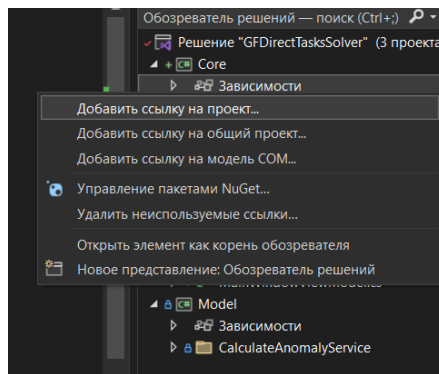 Обозреватель решений — поиск (Ctrl+;)
Решение "GFDirectTasksSolver" (3 проекта
Core
Зависимости
Добавить ссылку на проект...
Добавить ссылку на общий проект...
Добавить ссылку на модель COM...
Управление пакетами NuGet...
Удалить неиспользуемые ссылки...
Открыть элемент как корень обозревателя
Новое представление: Обозреватель решений
Model
Зависимости
CalculateAnomalyService